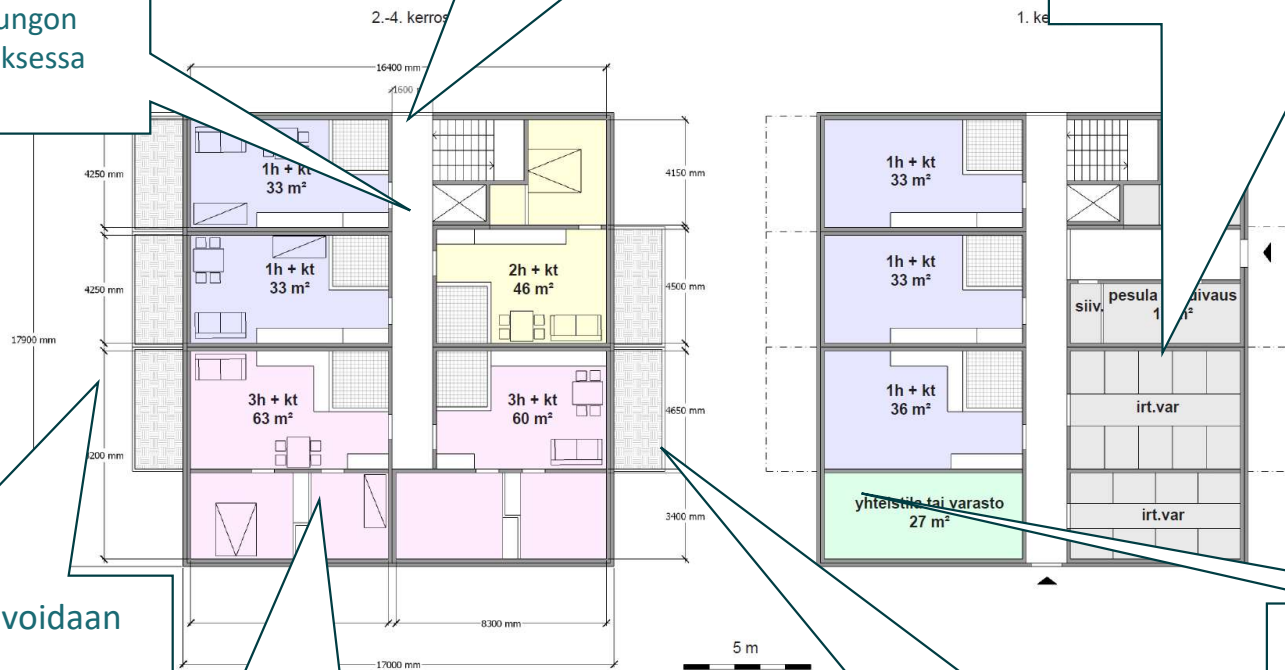 ungon
ksessa
2.-4. kerros
1. ke
16400 mm
1600
1h + kt
33 m²
1h + kt
33 m²
3h + kt
63 m²
2h + kt
46 m²
3h + kt
60 m²
4250 mm
4250 mm
17900 mm
200 mm
4150 mm
4500 mm
4650 mm
3400 mm
8300 mm
17000 mm
5 m
voidaan
1h + kt
33 m²
1h + kt
33 m²
1h + kt
36 m²
yhteistila tai varasto
27 m²
siiv.
pesula
uivaus
irt.var
irt.var